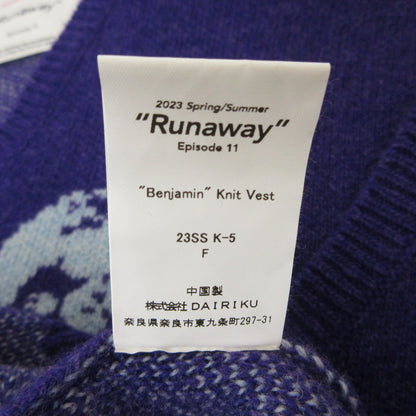 2023 Spring/Summer
"Runaway"
Episode 11
"Benjamin" Knit Vest
23SS K-5
F
中国製
株式会社 DAIRIKU
奈良県奈良市東九条町297-31